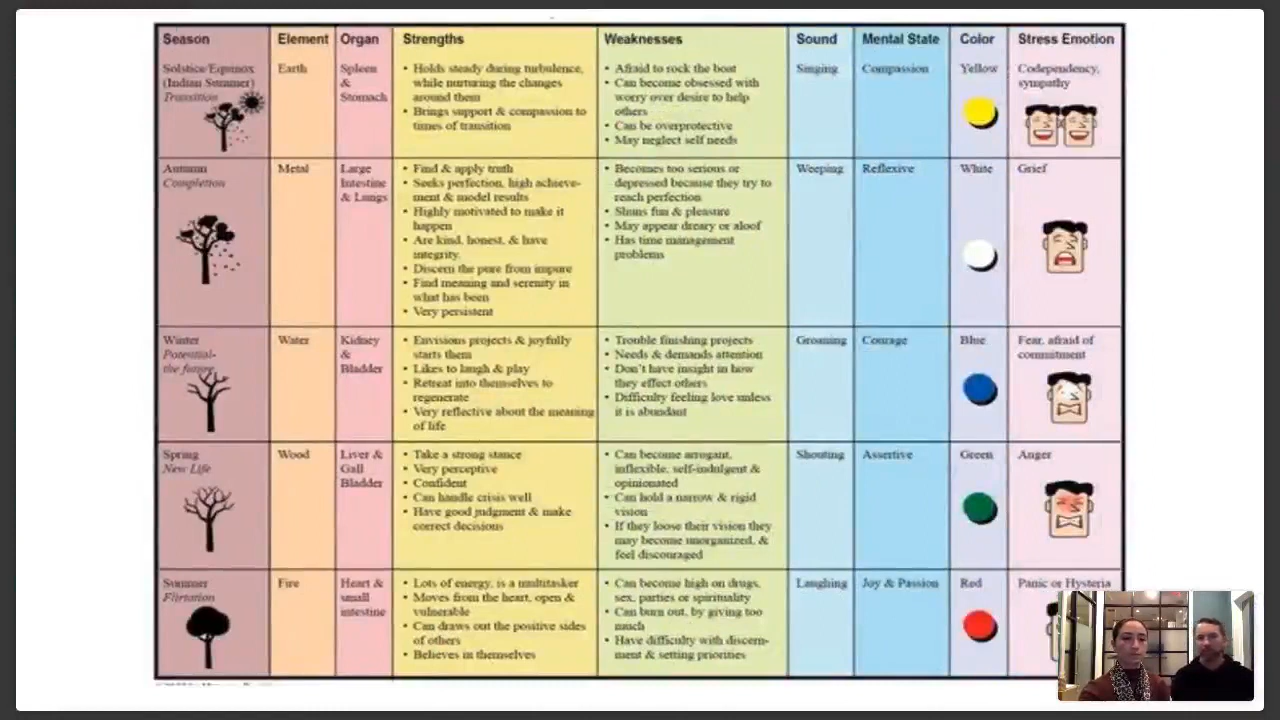 Season Element Organ Strengths Weaknesses Sound Mental State Color Stress Emotion
Solstice/Equinox
(Indian Summer)
Transition
Earth
Spleen
&
Stomach
• Holds steady during turbulence,
while nurturing the changes
around them
• Brings support & compassion to
times of transition
• Afraid to rock the boat
• Can become obsessed with
worry over desire to help
others
• Can be overprotective
• May neglect self needs
Singing
Compassion
Yellow
Codependency,
sympathy
Autumn
Completion
Metal
Large
Intestine
& Lungs
• Find & apply truth
• Seeks perfection, high achieve-
ment & model results
• Highly motivated to make it
happen
• Are kind, honest, & have
integrity.
• Discern the pure from impure
• Find meaning and serenity in
what has been
• Very persistent
• Becomes too serious or
depressed because they try to
reach perfection
• Shuns fun & pleasure
• May appear dreary or aloof
• Has time management
problems
Weeping
Reflexive
White
Grief
Winter
Potential-
the future
Water
Kidney
&
Bladder
• Envisions projects & joyfully
starts them
• Likes to laugh & play
• Retreat into themselves to
regenerate
• Very reflective about the meaning
of life
• Trouble finishing projects
• Needs & demands attention
• Don't have insight in how
they effect others
• Difficulty feeling love unless
it is abundant
Groaning
Courage
Blue
Fear, afraid of
commitment
Spring
New Life
Wood
Liver &
Gall
Bladder
• Take a strong stance
• Very perceptive
• Confident
• Can handle crisis well
• Have good judgment & make
correct decisions
• Can become arrogant,
inflexible, self-indulgent &
opinionated
• Can hold a narrow & rigid
vision
• If they loose their vision they
may become unorganized, &
feel discouraged
Shouting
Assertive
Green
Anger
Summer
Flirtation
Fire
Heart &
small
intestine
• Lots of energy, is a multitasker
• Moves from the heart, open &
vulnerable
• Can draws out the positive sides
of others
• Believes in themselves
• Can become high on drugs,
sex, parties or spirituality
• Can burn out, by giving too
much
• Have difficulty with discern-
ment & setting priorities
Laughing
Joy & Passion
Red
Panic or Hysteria